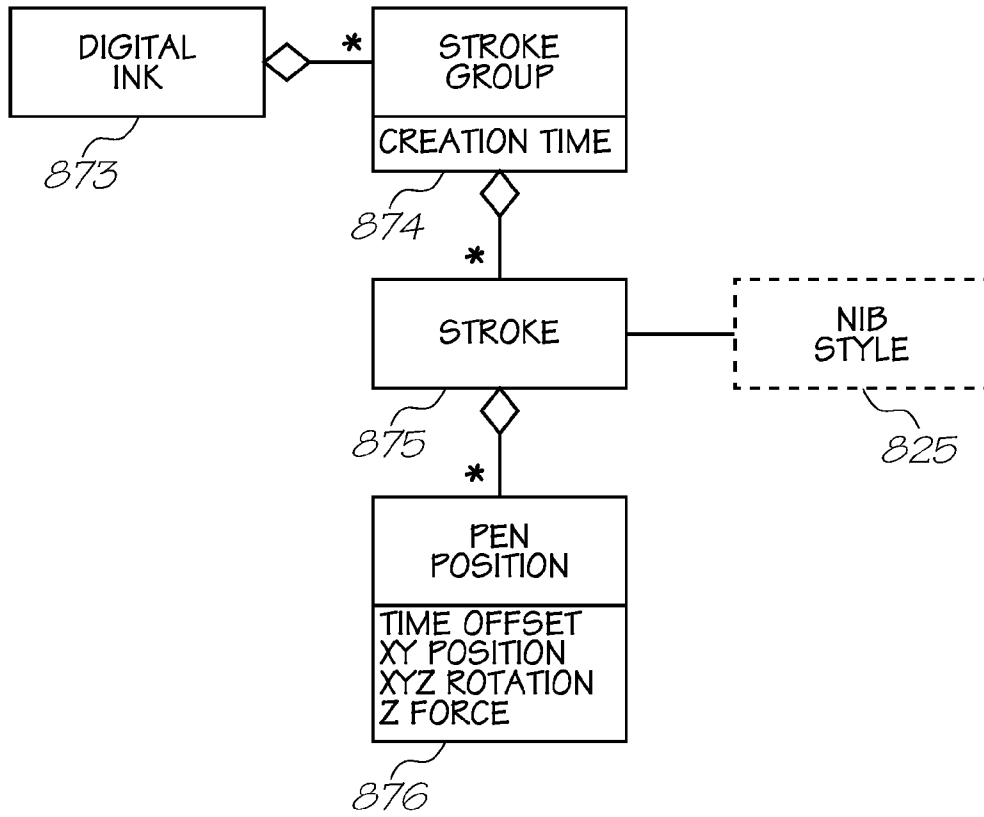 DIGITAL
INK
*
STROKE
GROUP
CREATION TIME
873
874
*
STROKE
NIB
STYLE
875
825
*
PEN
POSITION
TIME OFFSET
XY POSITION
XYZ ROTATION
Z FORCE
876